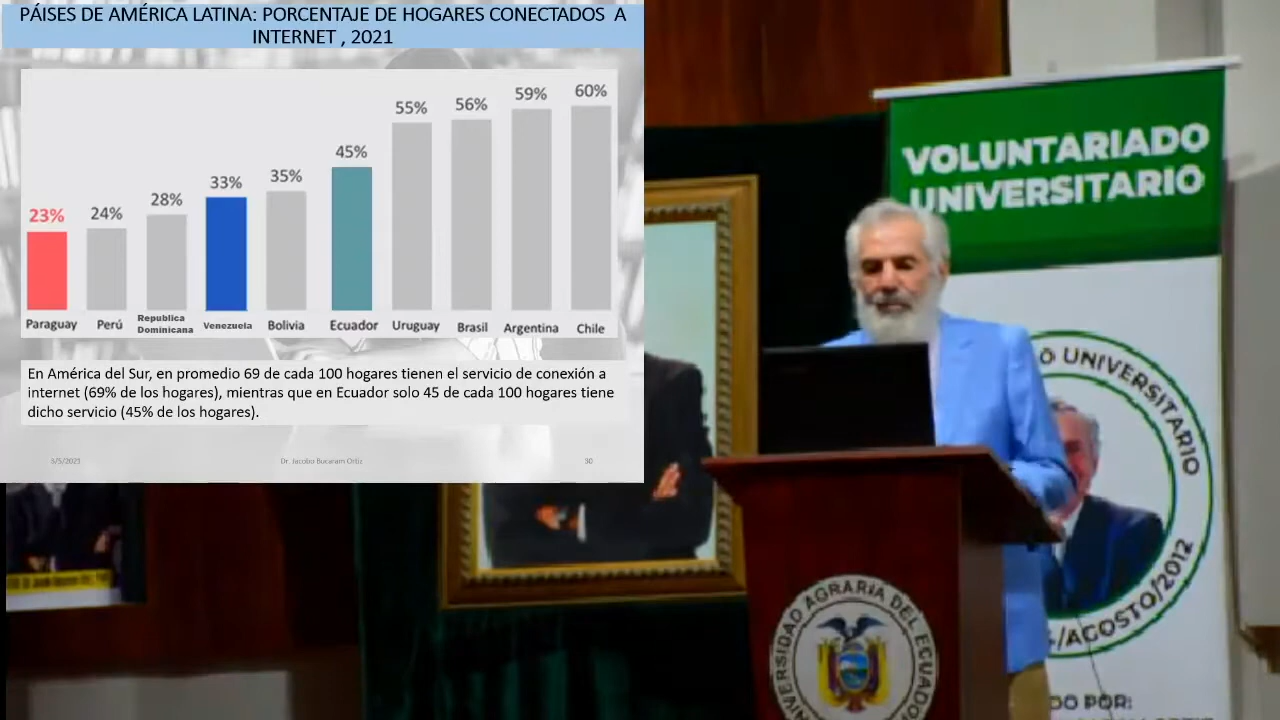 PÁISES DE AMÉRICA LATINA: PORCENTAJE DE HOGARES CONECTADOS A
INTERNET , 2021
23%
24%
28%
33%
35%
45%
55%
56%
59%
60%
Paraguay
Perú
Republica
Dominicana
Venezuela
Bolivia
Ecuador
Uruguay
Brasil
Argentina
Chile
En América del Sur, en promedio 69 de cada 100 hogares tienen el servicio de conexión a
internet (69% de los hogares), mientras que en Ecuador solo 45 de cada 100 hogares tiene
dicho servicio (45% de los hogares).
Dr. Jacobo Bucaram Ortiz
30
VOLUNTARIADO
UNIVERSITARIO
UNIVERSITARIO
/AGOSTO/2012
DO POR:
UNIVERSIDAD AGRARIA DEL ECUADOR